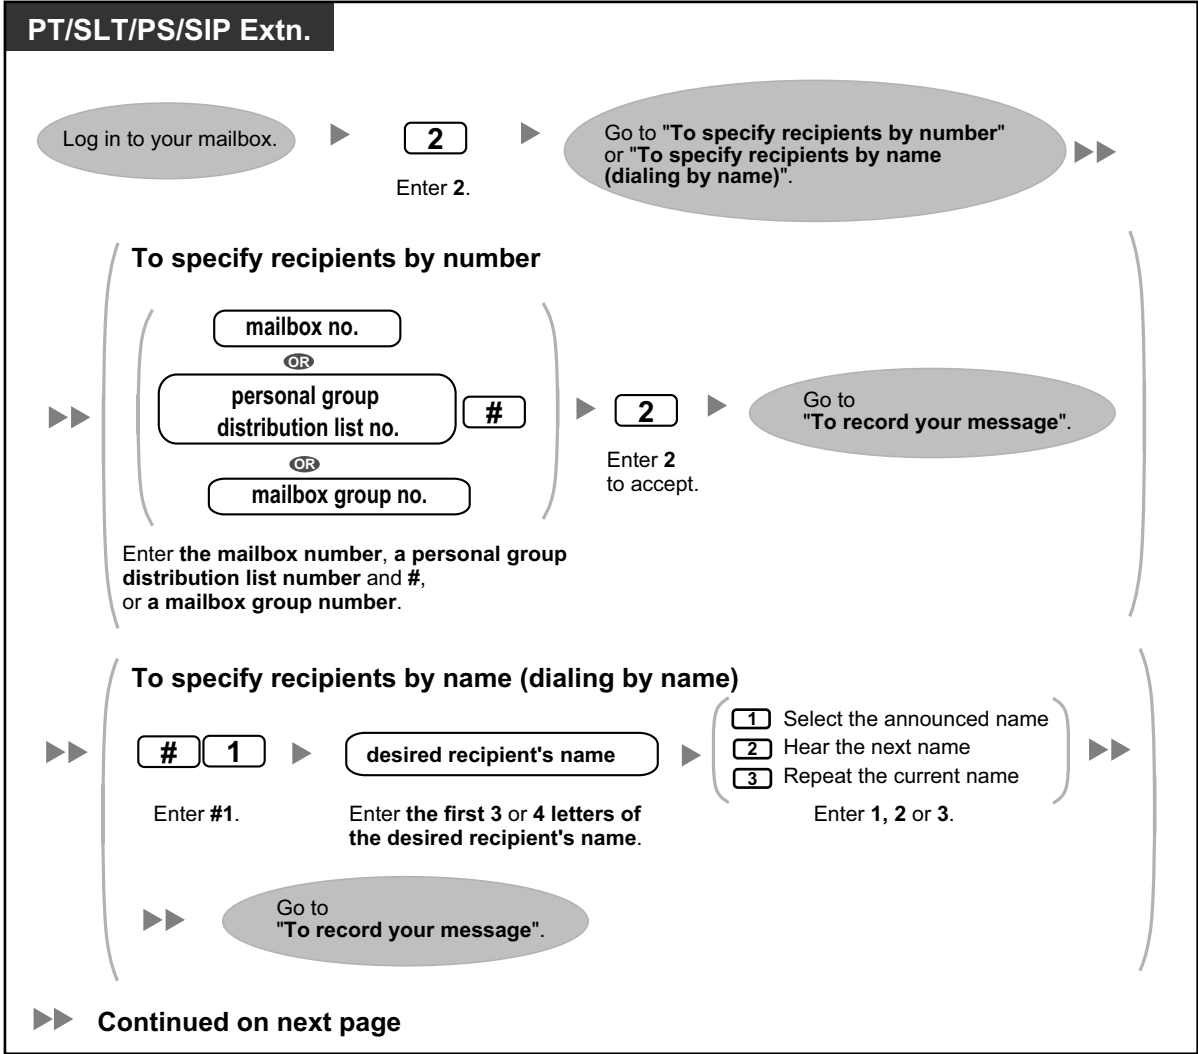 PT/SLT/PS/SIP Extn.
Log in to your mailbox.
2
Enter 2.
Go to "To specify recipients by number"
or "To specify recipients by name
(dialing by name)".
To specify recipients by number
mailbox no.
OR
personal group
distribution list no.
#
OR
mailbox group no.
Enter the mailbox number, a personal group
distribution list number and #,
or a mailbox group number.
2
Enter 2
to accept.
Go to
"To record your message".
To specify recipients by name (dialing by name)
# 1
Enter #1.
desired recipient's name
Enter the first 3 or 4 letters of
the desired recipient's name.
1 Select the announced name
2 Hear the next name
3 Repeat the current name
Enter 1, 2 or 3.
Go to
"To record your message".
Continued on next page